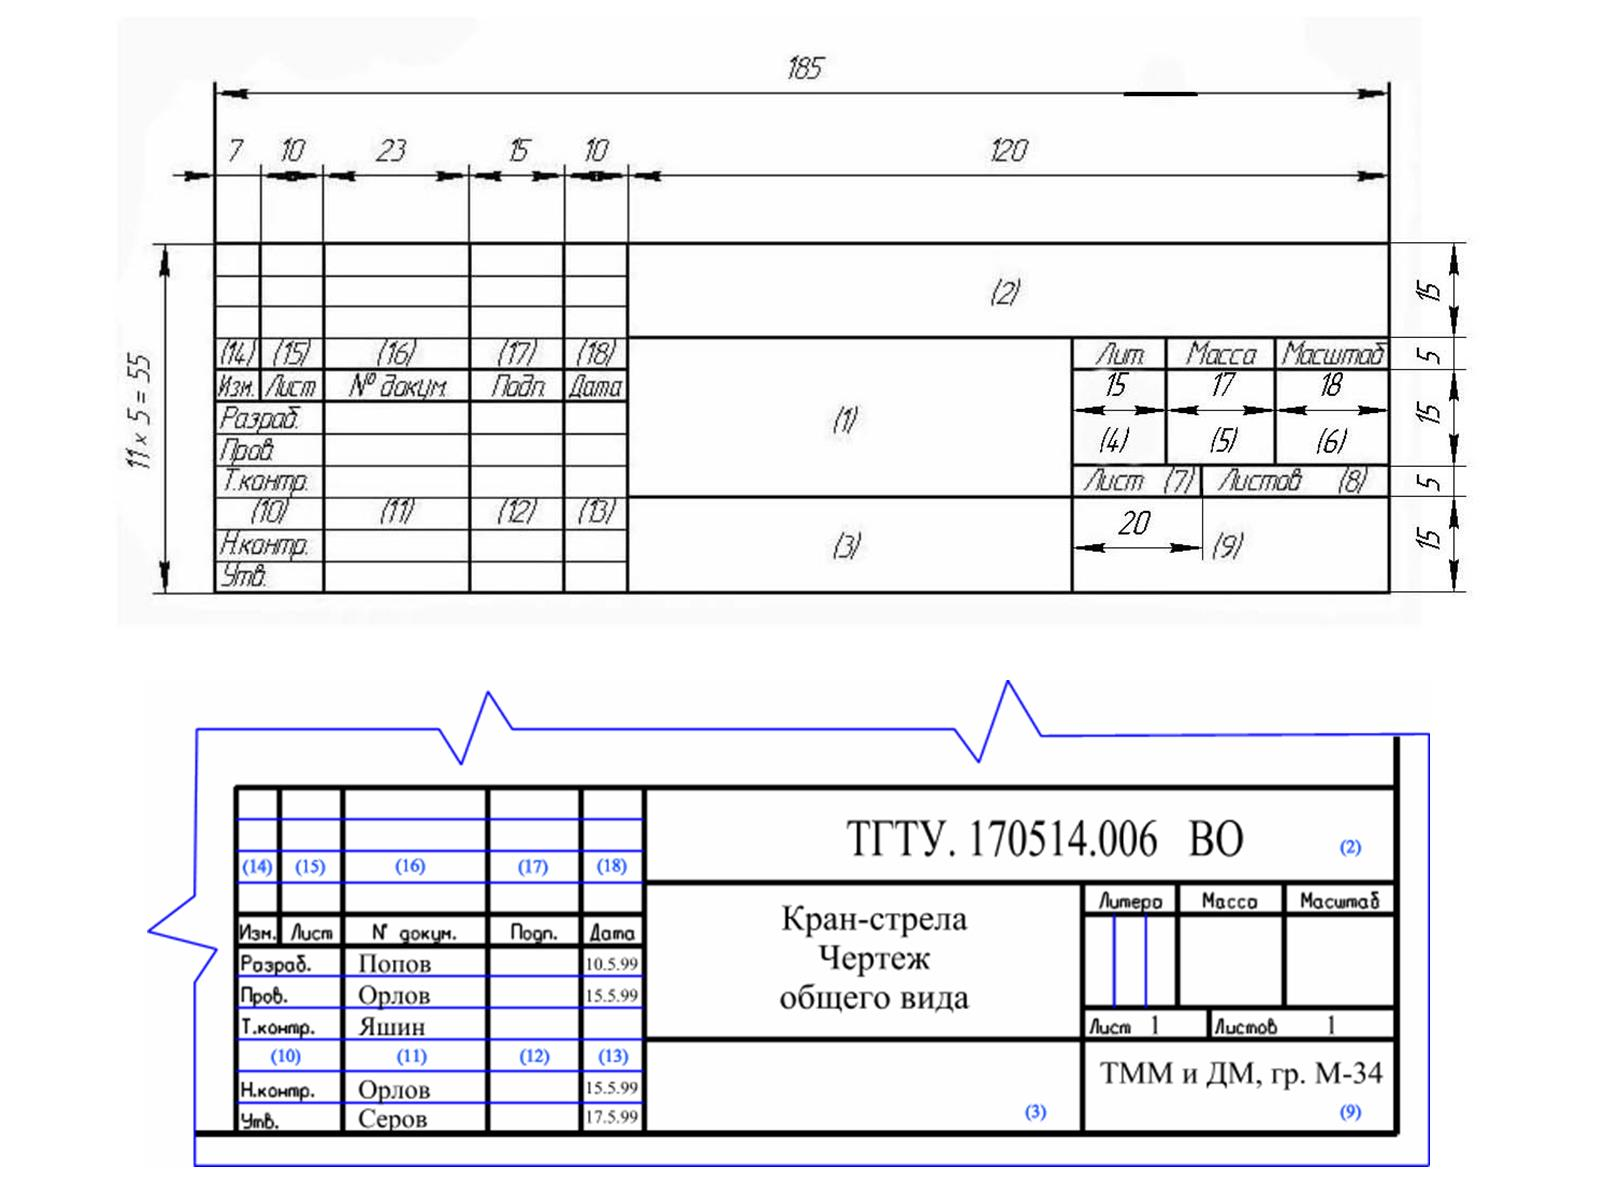 185
7 10 23 15 10 120
(2) 15
(14) (15) (16) (17) (18) Лит. Масса Масштаб 5
Изм. Лист № докум. Подп. Дата 15 17 18
11 x 5 = 55
Разраб. (1) 15
Пров. (4) (5) (6)
Т.контр. Лист (7) Листов (8) 5
(10) (11) (12) (13) 20
Н.контр. (3) (9) 15
Утв.
ТГТУ. 170514.006 ВО (2)
(14) (15) (16) (17) (18)
Литера Масса Масштаб
Изм. Лист N докум. Подп. Дата
Кран-стрела
Чертеж
общего вида
Разраб. Попов 10.5.99
Пров. Орлов 15.5.99
Т.контр. Яшин Лист 1 Листов 1
(10) (11) (12) (13)
ТММ и ДМ, гр. М-34
Н.контр. Орлов 15.5.99
(3) (9)
Утв. Серов 17.5.99